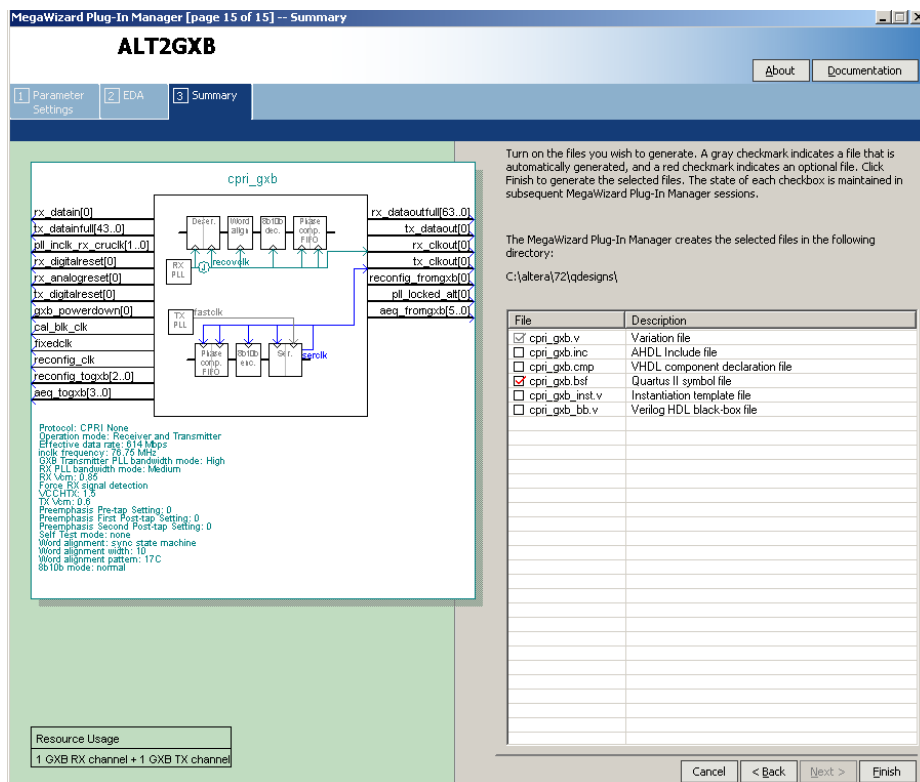 MegaWizard Plug-In Manager [page 15 of 15] -- Summary
ALT2GXB
About
Documentation
1 Parameter Settings
2 EDA
3 Summary
Turn on the files you wish to generate. A gray checkmark indicates a file that is
automatically generated, and a red checkmark indicates an optional file. Click
Finish to generate the selected files. The state of each checkbox is maintained in
subsequent MegaWizard Plug-In Manager sessions.
The MegaWizard Plug-In Manager creates the selected files in the following
directory:
C:\altera\72\qdesigns\
cpri_gxb
rx_datain[0]
tx_datainfull[43..0]
pll_inclk_rx_cruclk[1..0]
rx_digitalreset[0]
rx_analogreset[0]
tx_digitalreset[0]
gxb_powerdown[0]
cal_blk_clk
fixedclk
reconfig_clk
reconfig_togxb[2..0]
aeq_togxb[3..0]
Deser.
Word
align
8b10b
dec.
Phase
comp.
FIFO
RX
PLL
recovclk
TX
PLL
fastclk
Phase
comp.
FIFO
8b10b
enc.
Ser.
serclk
rx_dataoutfull[63..0]
tx_dataout[0]
rx_clkout[0]
tx_clkout[0]
reconfig_fromgxb[0]
pll_locked_alt[0]
aeq_fromgxb[5..0]
Protocol: CPRI None
Operation mode: Receiver and Transmitter
Effective data rate: 614 Mbps
inclk frequency: 76.75 MHz
GXB Transmitter PLL bandwidth mode: High
RX PLL bandwidth mode: Medium
RX Vcm: 0.85
Force RX signal detection
VCCHTX: 1.5
TX Vcm: 0.6
Preemphasis Pre-tap Setting: 0
Preemphasis First Post-tap Setting: 0
Preemphasis Second Post-tap Setting: 0
Self Test mode: none
Word alignment: sync state machine
Word alignment width: 10
Word alignment pattern: 17C
8b10b mode: normal
File Description
cpri_gxb.v Variation file
cpri_gxb.inc AHDL Include file
cpri_gxb.cmp VHDL component declaration file
cpri_gxb.bsf Quartus II symbol file
cpri_gxb_inst.v Instantiation template file
cpri_gxb_bb.v Verilog HDL black-box file
Resource Usage
1 GXB RX channel + 1 GXB TX channel
Cancel
< Back
Next >
Finish